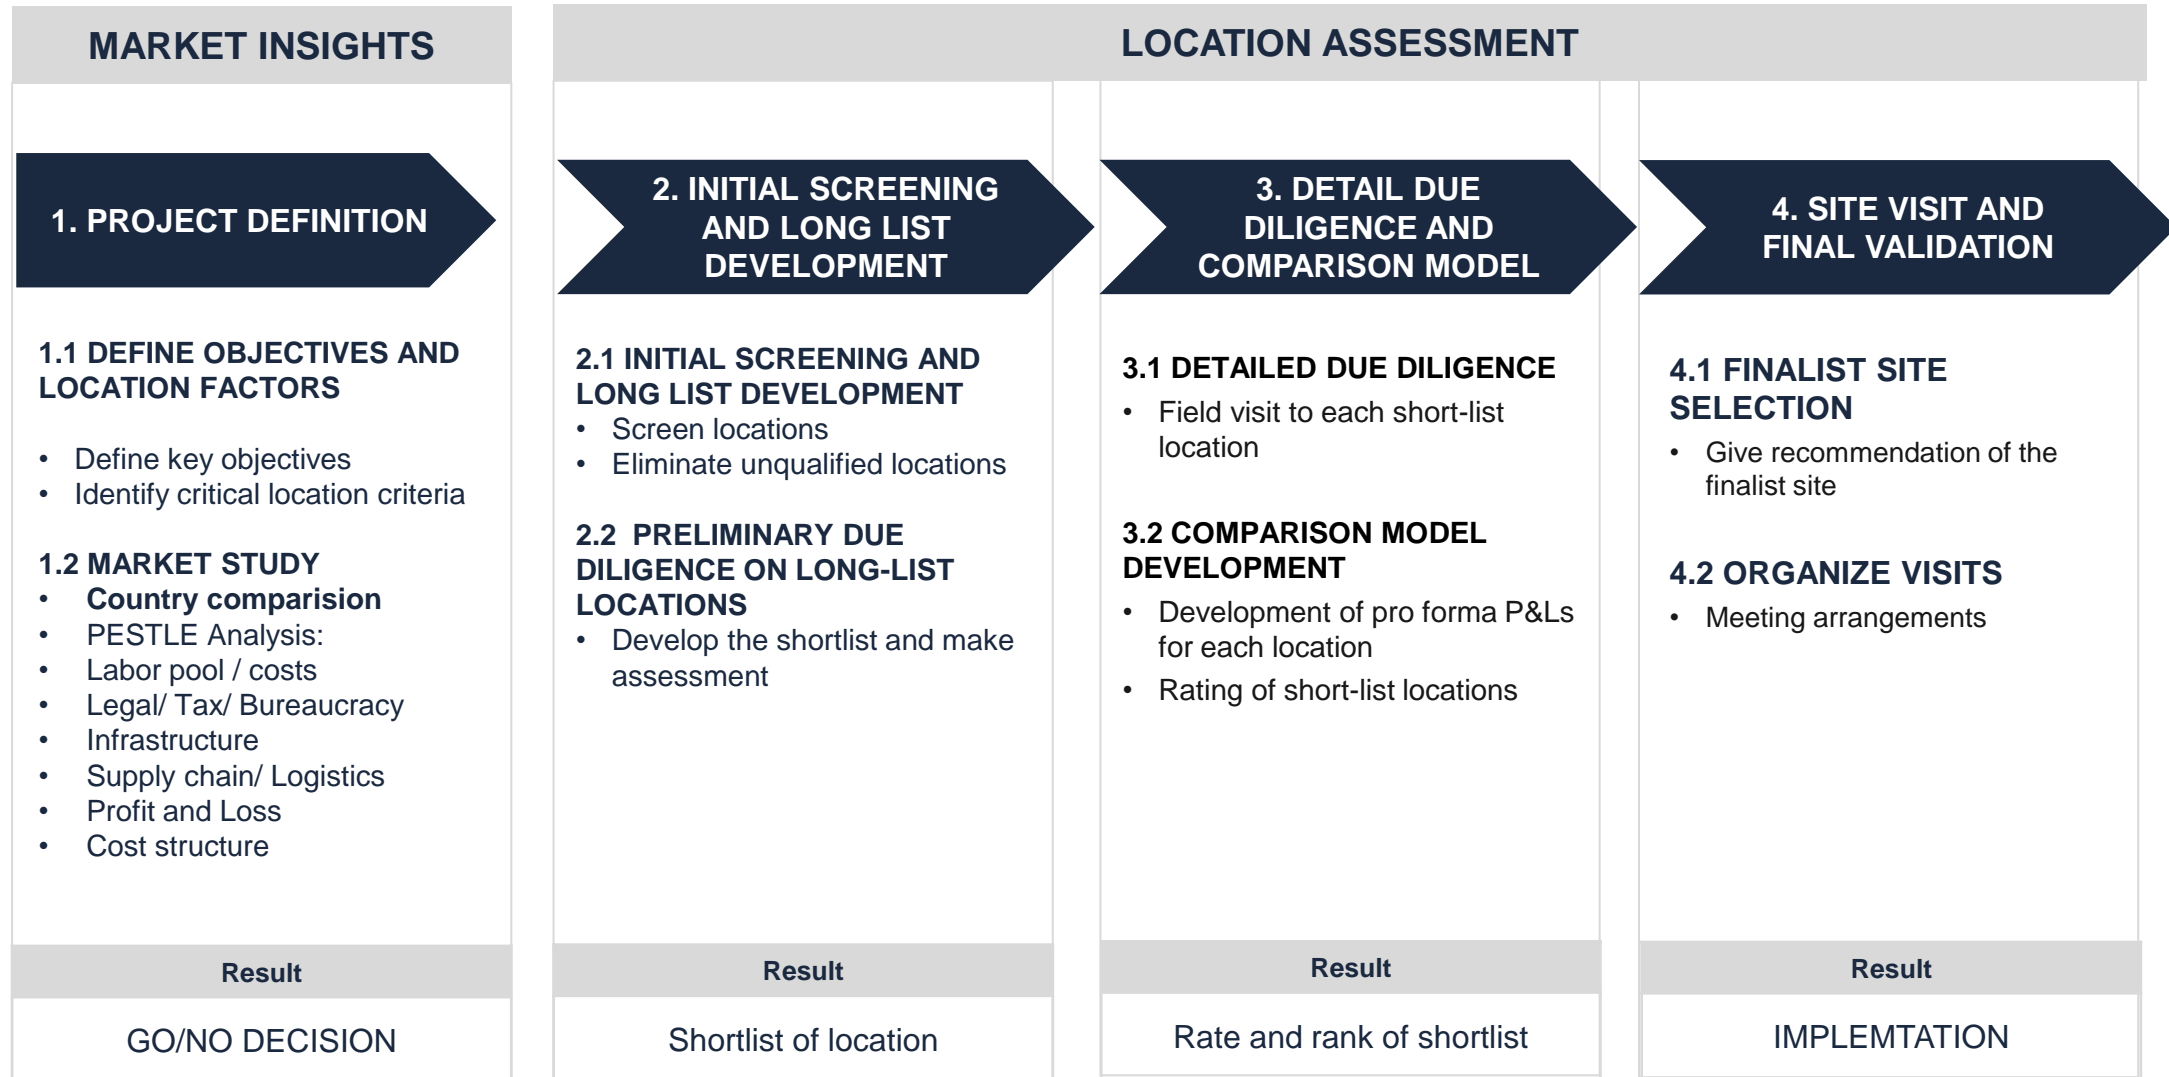 MARKET INSIGHTS
LOCATION ASSESSMENT
1. PROJECT DEFINITION
1.1 DEFINE OBJECTIVES AND
LOCATION FACTORS
• Define key objectives
• Identify critical location criteria
1.2 MARKET STUDY
• Country comparision
• PESTLE Analysis:
• Labor pool / costs
• Legal/ Tax/ Bureaucracy
• Infrastructure
• Supply chain/ Logistics
• Profit and Loss
• Cost structure
Result
GO/NO DECISION
2. INITIAL SCREENING
AND LONG LIST
DEVELOPMENT
2.1 INITIAL SCREENING AND
LONG LIST DEVELOPMENT
• Screen locations
• Eliminate unqualified locations
2.2 PRELIMINARY DUE
DILIGENCE ON LONG-LIST
LOCATIONS
• Develop the shortlist and make
assessment
Result
Shortlist of location
3. DETAIL DUE
DILIGENCE AND
COMPARISON MODEL
3.1 DETAILED DUE DILIGENCE
• Field visit to each short-list
location
3.2 COMPARISON MODEL
DEVELOPMENT
• Development of pro forma P&Ls
for each location
• Rating of short-list locations
Result
Rate and rank of shortlist
4. SITE VISIT AND
FINAL VALIDATION
4.1 FINALIST SITE
SELECTION
• Give recommendation of the
finalist site
4.2 ORGANIZE VISITS
• Meeting arrangements
Result
IMPLEMTATION